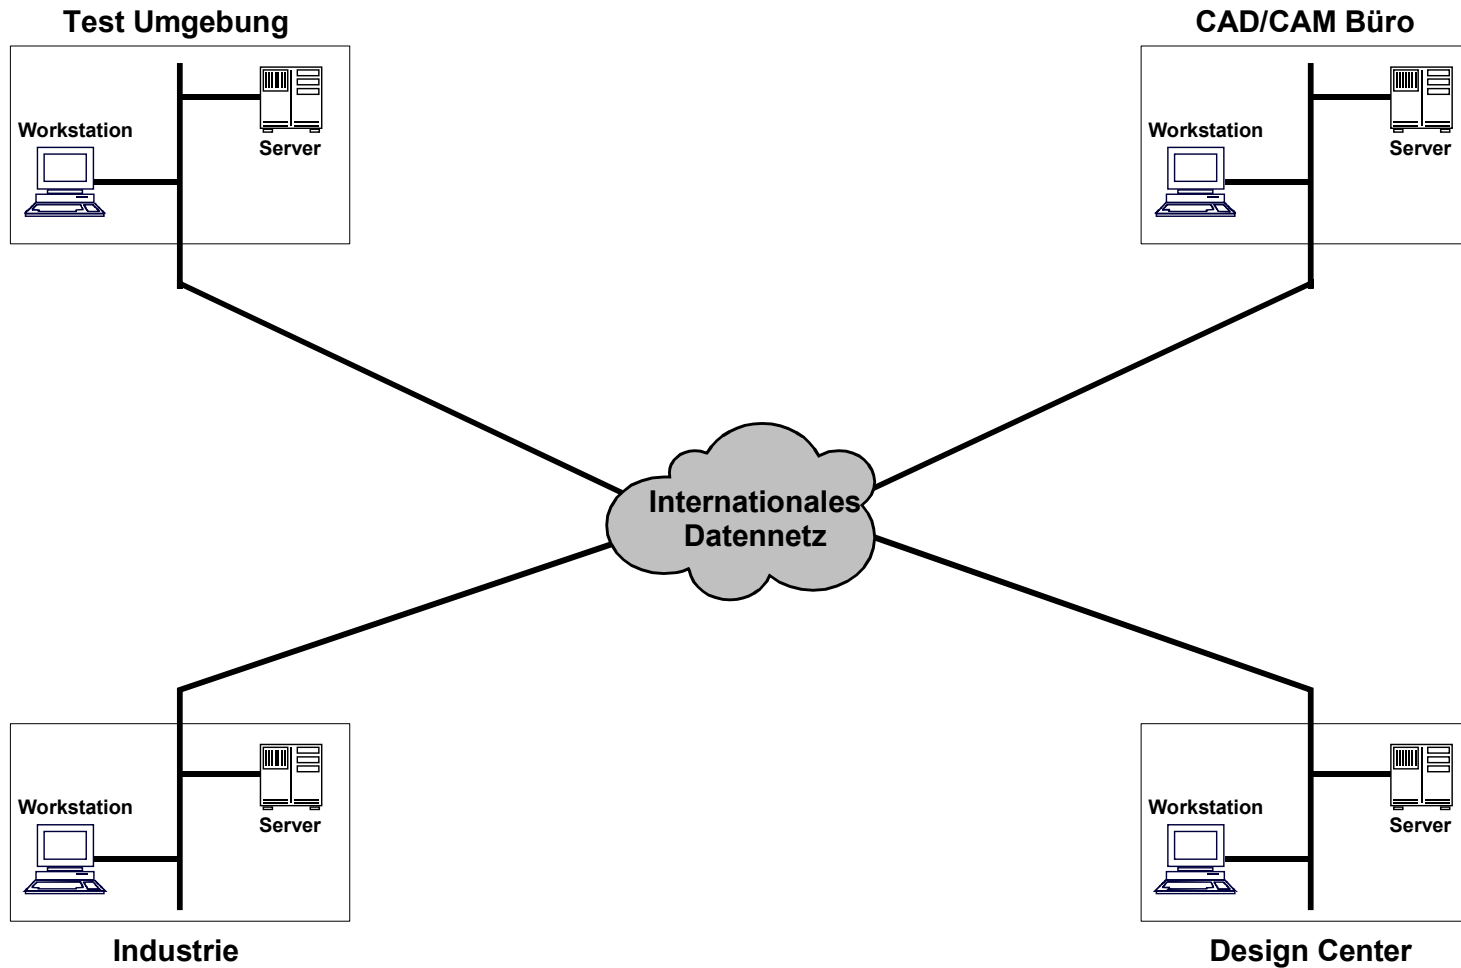 Test Umgebung
CAD/CAM Büro
Workstation
Server
Workstation
Server
Internationales
Datennetz
Workstation
Server
Workstation
Server
Industrie
Design Center